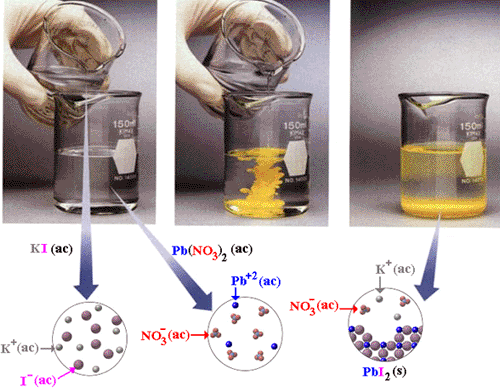 150ml
150ml
150ml
KI (ac)
Pb(NO3)2 (ac)
Pb+2(ac)
K+(ac)
NO3−(ac)
NO3−(ac)
K+(ac)
I−(ac)
PbI2(s)